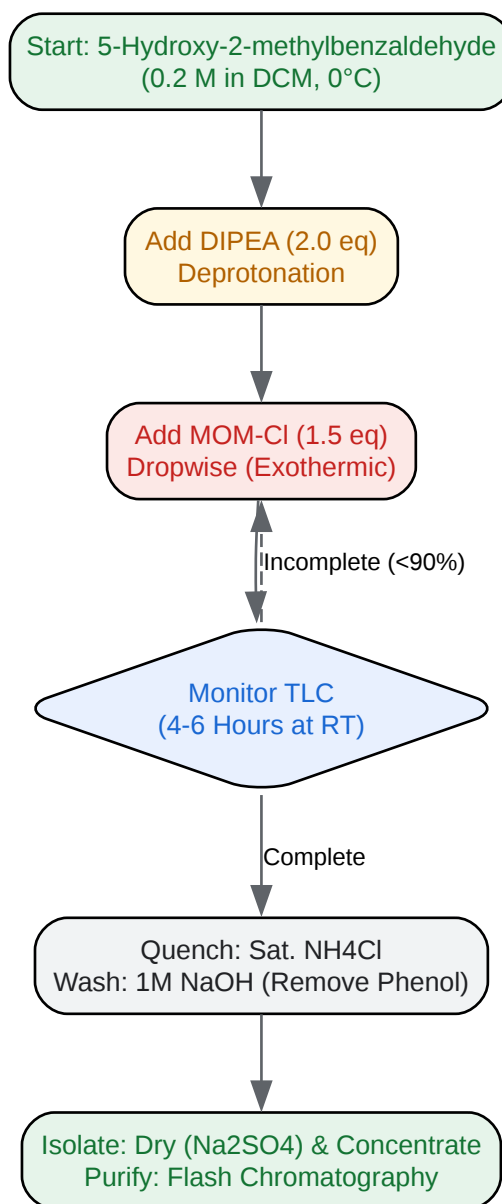 Start: 5-Hydroxy-2-methylbenzaldehyde
(0.2 M in DCM, 0°C)
Add DIPEA (2.0 eq)
Deprotonation
Add MOM-Cl (1.5 eq)
Dropwise (Exothermic)
Incomplete (<90%)
Monitor TLC
(4-6 Hours at RT)
Complete
Quench: Sat. NH4Cl
Wash: 1M NaOH (Remove Phenol)
Isolate: Dry (Na2SO4) & Concentrate
Purify: Flash Chromatography